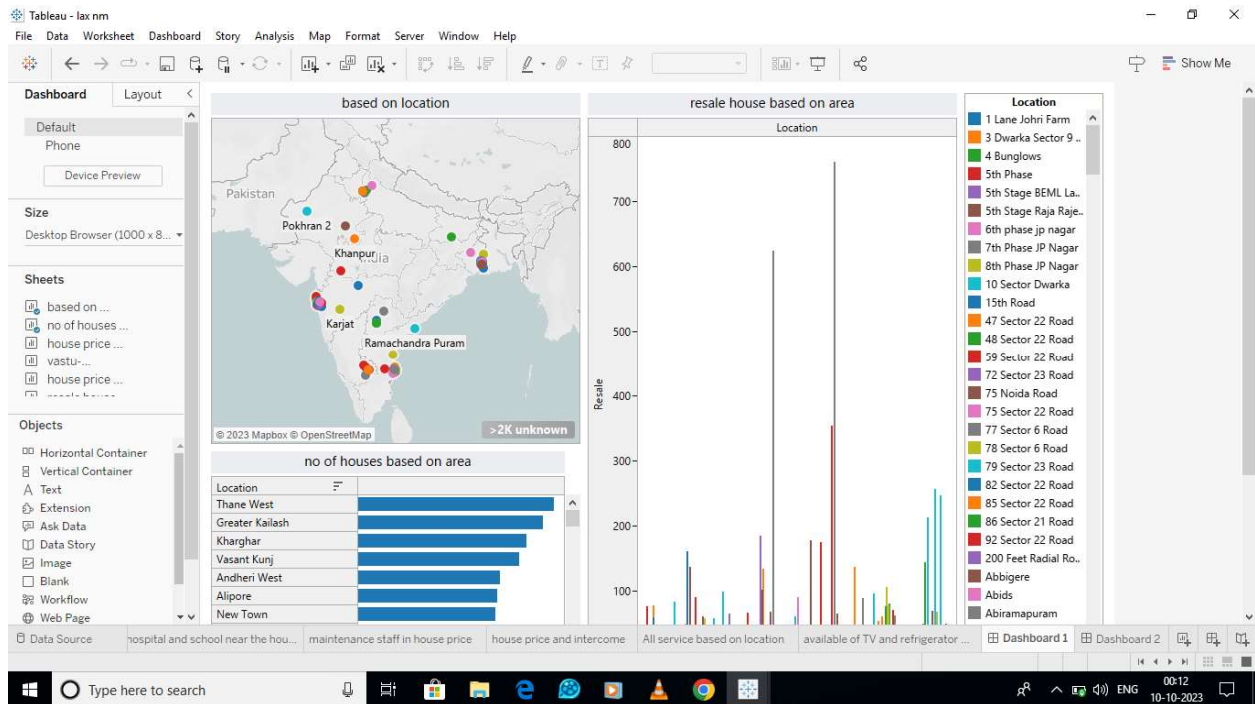 Tableau - lax nm
File Data Worksheet Dashboard Story Analysis Map Format Server Window Help
Show Me
Dashboard Layout
Default
Phone
Device Preview
Size
Desktop Browser (1000 x 8...
Sheets
based on ...
no of houses ...
house price ...
vastu-...
house price ...
Objects
Horizontal Container
Vertical Container
Text
Extension
Ask Data
Data Story
Image
Blank
Workflow
Web Page
based on location
Pakistan
Pokhran 2
Khanpur
India
Karjat
Ramachandra Puram
© 2023 Mapbox © OpenStreetMap
>2K unknown
no of houses based on area
Location
Thane West
Greater Kailash
Kharghar
Vasant Kunj
Andheri West
Alipore
New Town
resale house based on area
Location
800
700
600
500
400
300
200
100
Resale
Location
1 Lane Johri Farm
3 Dwarka Sector 9 ..
4 Bunglows
5th Phase
5th Stage BEML La..
5th Stage Raja Raje..
6th phase jp nagar
7th Phase JP Nagar
8th Phase JP Nagar
10 Sector Dwarka
15th Road
47 Sector 22 Road
48 Sector 22 Road
59 Sector 22 Road
72 Sector 23 Road
75 Noida Road
75 Sector 22 Road
77 Sector 6 Road
78 Sector 6 Road
79 Sector 23 Road
82 Sector 22 Road
85 Sector 22 Road
86 Sector 21 Road
92 Sector 22 Road
200 Feet Radial Ro..
Abbigere
Abids
Abiramapuram
Data Source
hospital and school near the hou...
maintenance staff in house price
house price and intercome
All service based on location
available of TV and refrigerator ...
Dashboard 1
Dashboard 2
Type here to search
ENG
00:12
10-10-2023